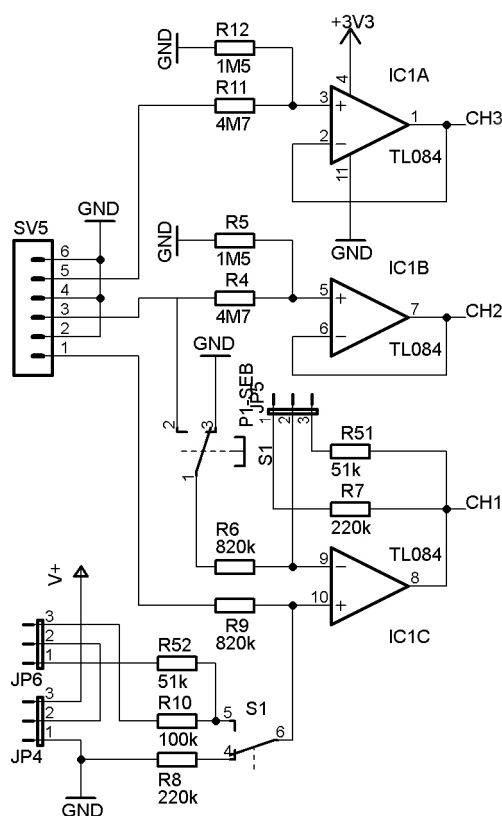 +3V3
GND
R12
1M5
R11
4M7
4
3
+
2
−
11
1
IC1A
TL084
CH3
GND
GND
SV5
6
5
4
3
2
1
GND
R5
1M5
R4
4M7
5
+
6
−
7
IC1B
TL084
CH2
GND
2
3
1
S1
P1-SEB
JP5
1
2
3
R51
51k
R7
220k
CH1
R6
820k
R9
820k
9
−
10
+
8
TL084
IC1C
V+
3
2
1
JP6
3
2
1
JP4
GND
R52
51k
R10
100k
R8
220k
S1
5
4
6